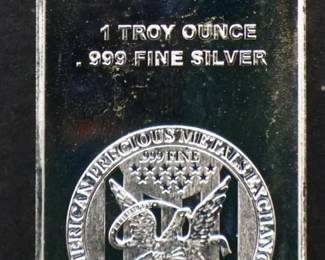 1 TROY OUNCE
.999 FINE SILVER
AMERICAN PRECIOUS METALS EXCHANGE
.999 FINE